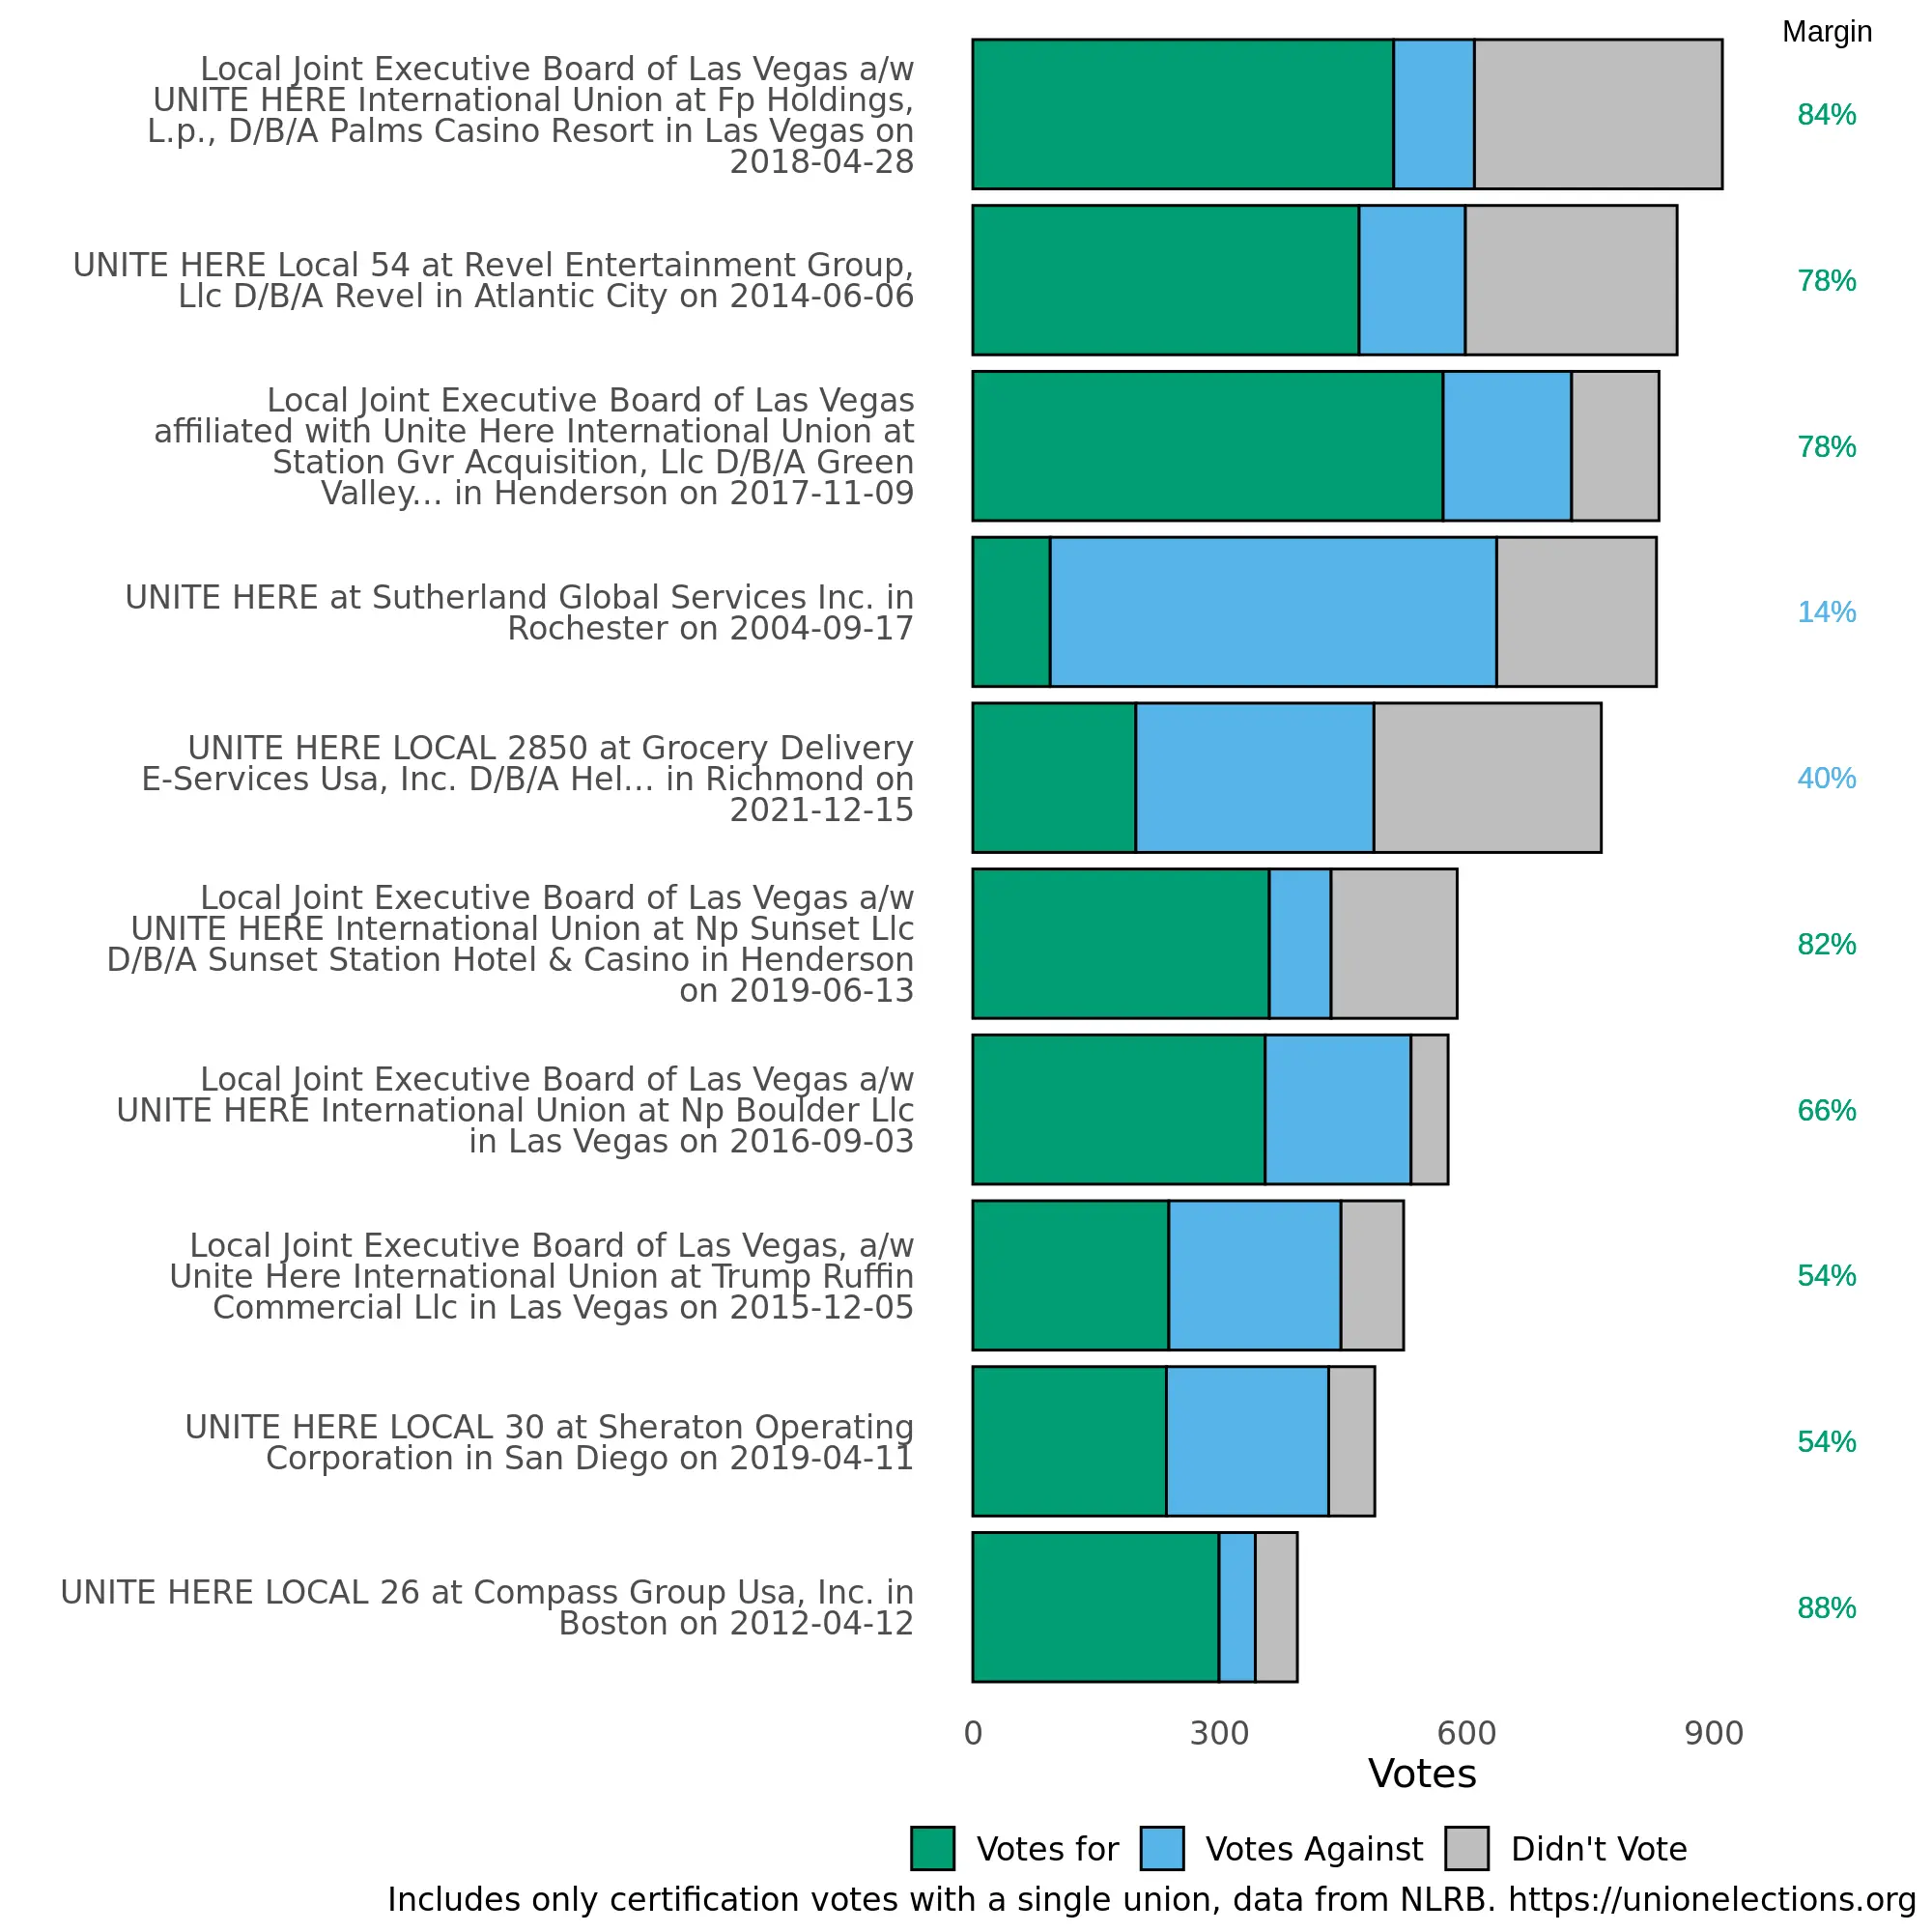 Margin
Local Joint Executive Board of Las Vegas a/w
UNITE HERE International Union at Fp Holdings,
L.p., D/B/A Palms Casino Resort in Las Vegas on
2018-04-28
84%
UNITE HERE Local 54 at Revel Entertainment Group,
Llc D/B/A Revel in Atlantic City on 2014-06-06
78%
Local Joint Executive Board of Las Vegas
affiliated with Unite Here International Union at
Station Gvr Acquisition, Llc D/B/A Green
Valley... in Henderson on 2017-11-09
78%
UNITE HERE at Sutherland Global Services Inc. in
Rochester on 2004-09-17
14%
UNITE HERE LOCAL 2850 at Grocery Delivery
E-Services Usa, Inc. D/B/A Hel... in Richmond on
2021-12-15
40%
Local Joint Executive Board of Las Vegas a/w
UNITE HERE International Union at Np Sunset Llc
D/B/A Sunset Station Hotel & Casino in Henderson
on 2019-06-13
82%
Local Joint Executive Board of Las Vegas a/w
UNITE HERE International Union at Np Boulder Llc
in Las Vegas on 2016-09-03
66%
Local Joint Executive Board of Las Vegas, a/w
Unite Here International Union at Trump Ruffin
Commercial Llc in Las Vegas on 2015-12-05
54%
UNITE HERE LOCAL 30 at Sheraton Operating
Corporation in San Diego on 2019-04-11
54%
UNITE HERE LOCAL 26 at Compass Group Usa, Inc. in
Boston on 2012-04-12
88%
0 300 600 900
Votes
Votes for Votes Against Didn't Vote
Includes only certification votes with a single union, data from NLRB. https://unionelections.org